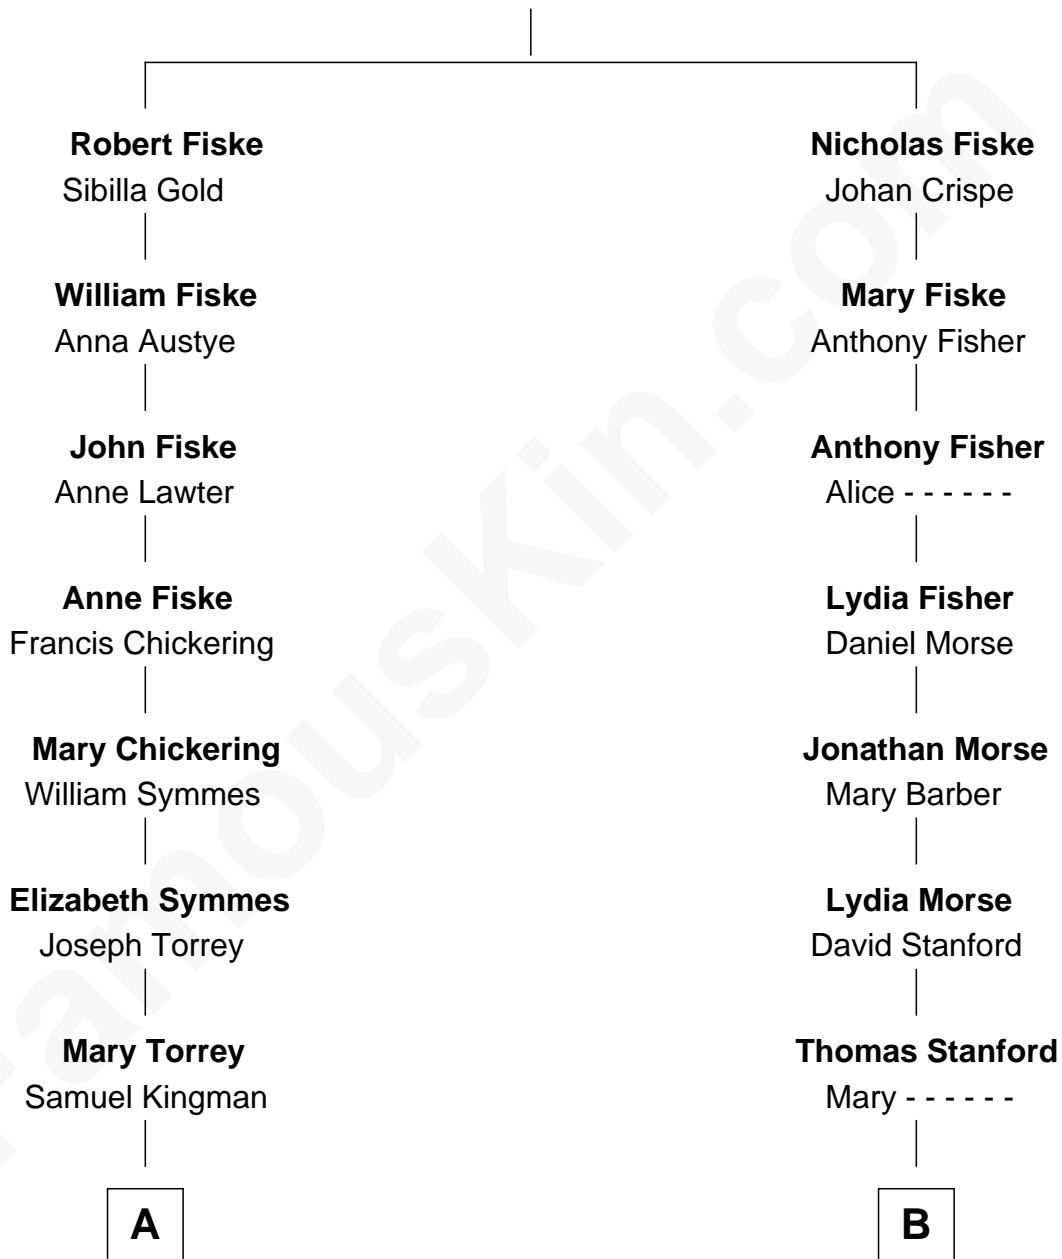 Robert Fiske
Sibilla Gold
William Fiske
Anna Austye
John Fiske
Anne Lawter
Anne Fiske
Francis Chickering
Mary Chickering
William Symmes
Elizabeth Symmes
Joseph Torrey
Mary Torrey
Samuel Kingman
A
Nicholas Fiske
Johan Crispe
Mary Fiske
Anthony Fisher
Anthony Fisher
Alice - - - - - -
Lydia Fisher
Daniel Morse
Jonathan Morse
Mary Barber
Lydia Morse
David Stanford
Thomas Stanford
Mary - - - - - -
B
FamousKin.com